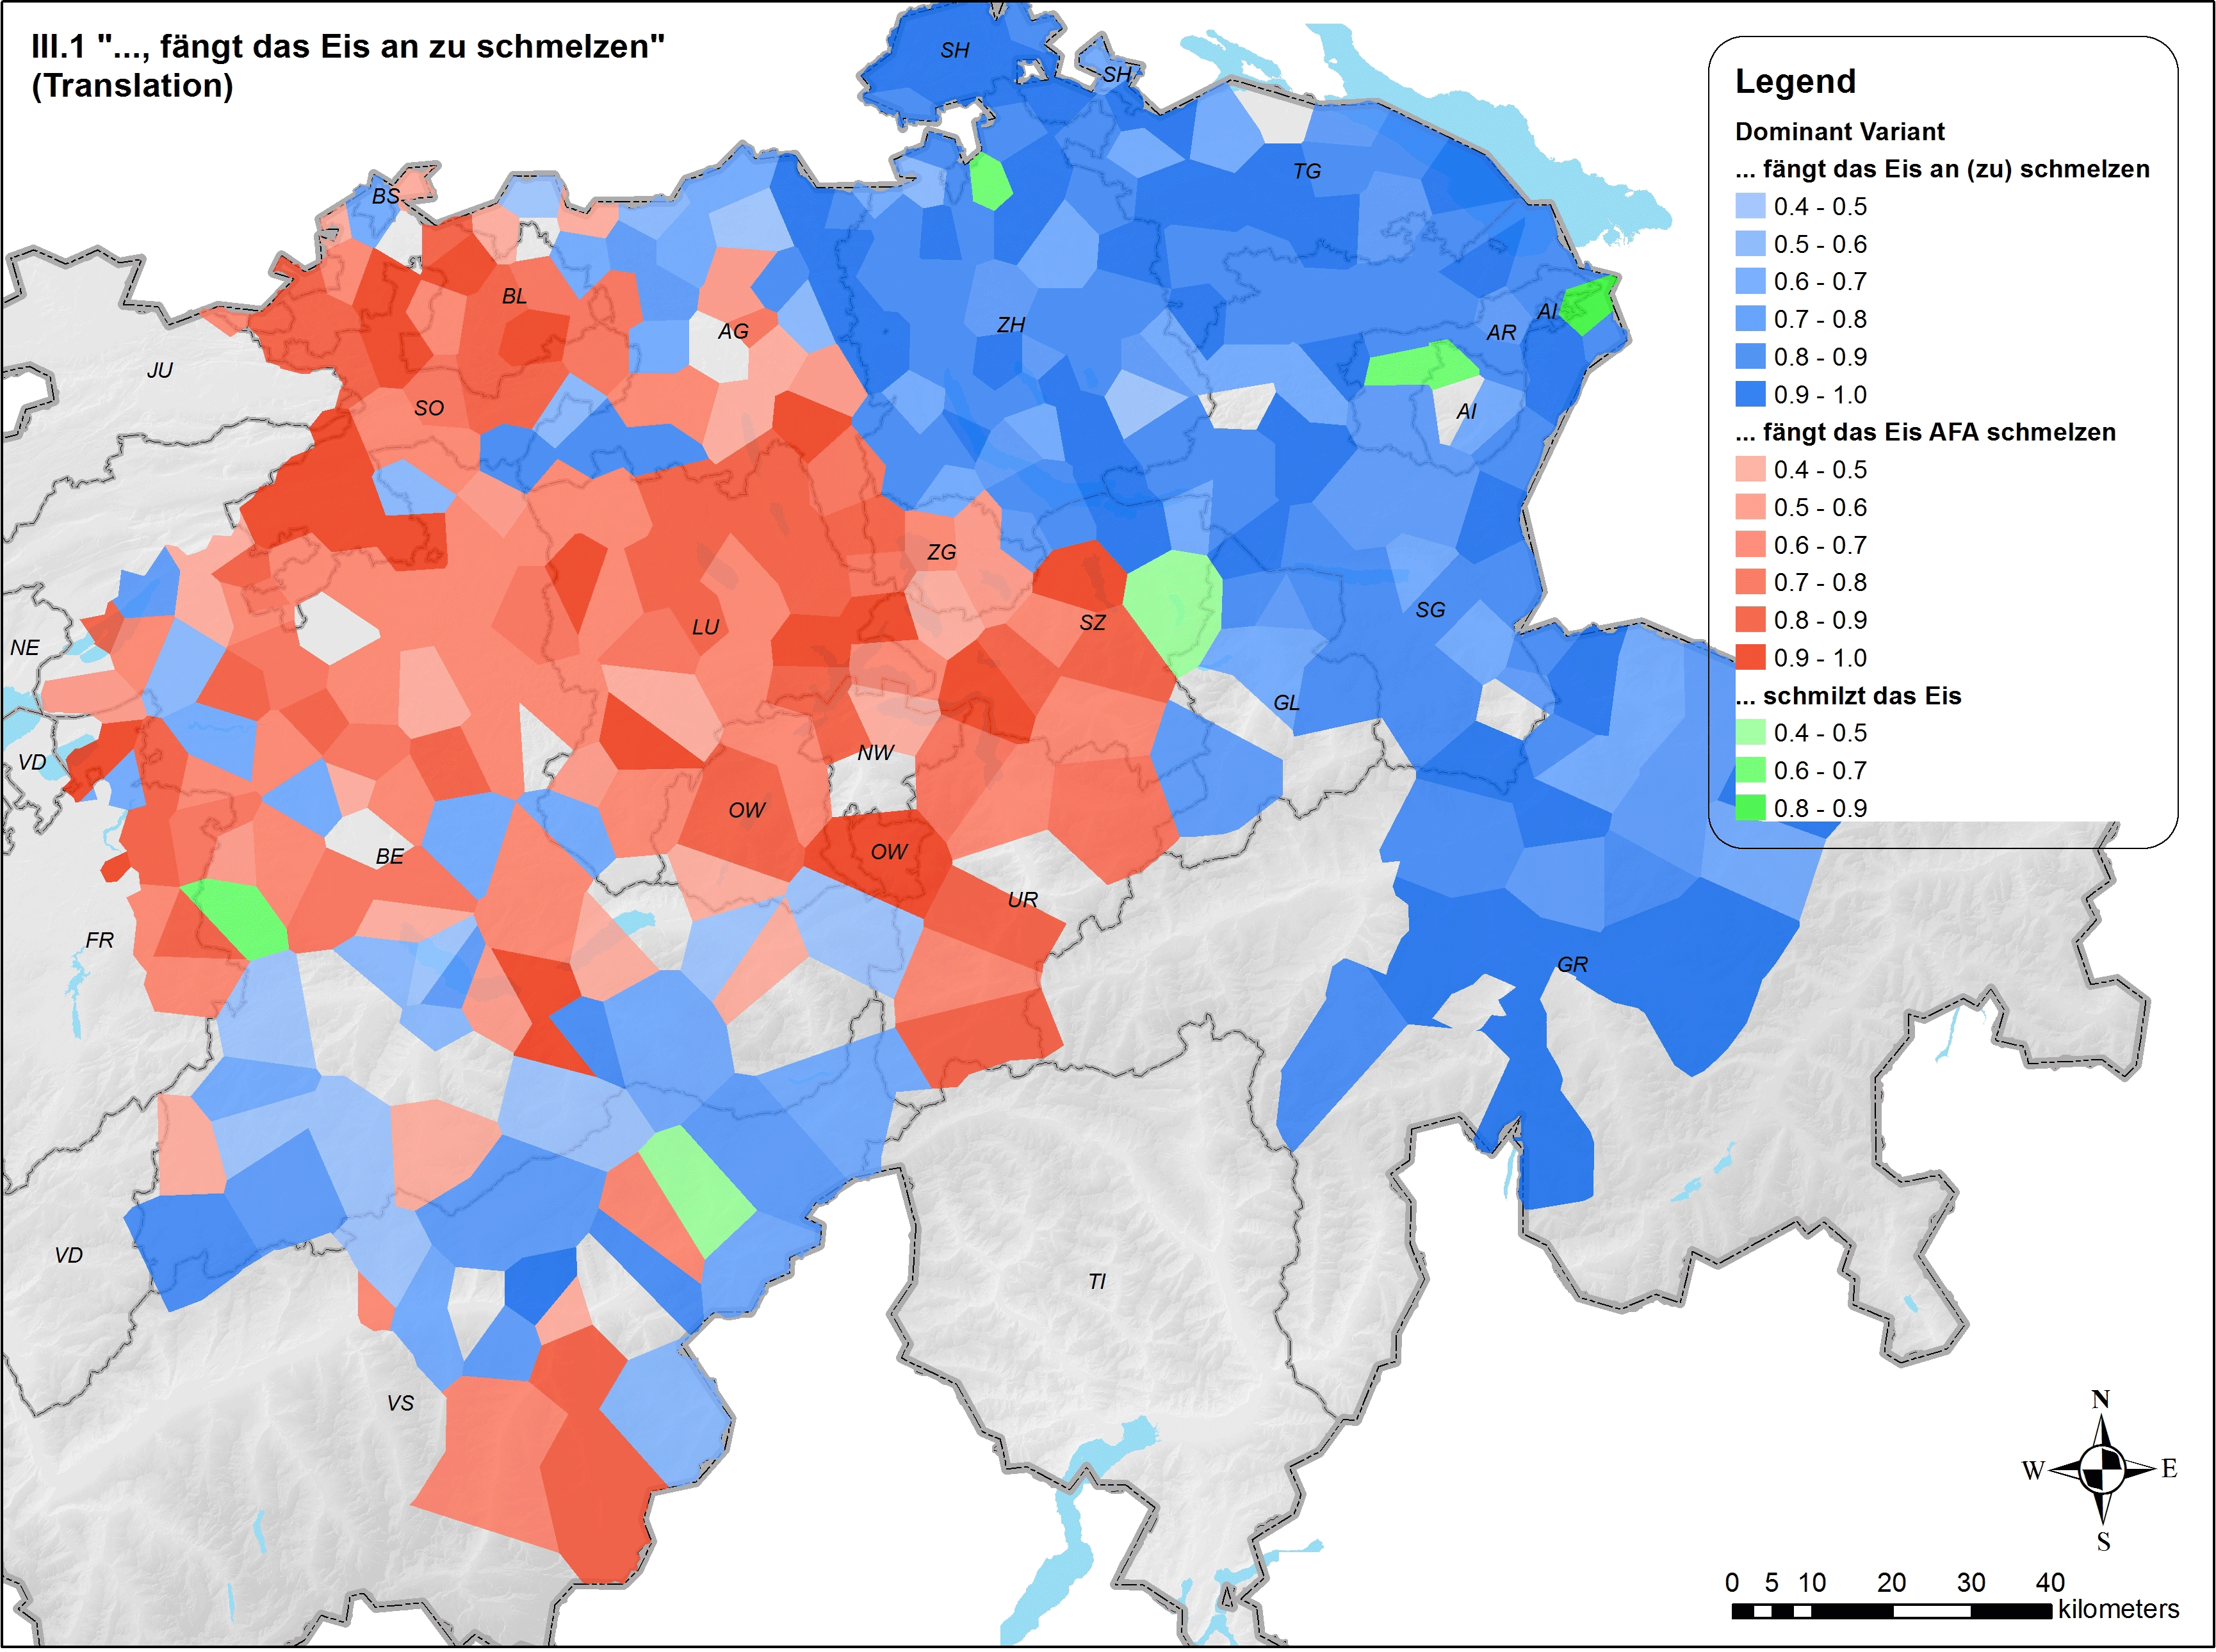 III.1 "..., fängt das Eis an zu schmelzen"
(Translation)
SH
SH
BS
TG
BL
AG
ZH
AR
AI
AI
JU
SO
ZG
LU
SZ
SG
NE
GL
NW
VD
OW
OW
BE
UR
FR
GR
VD
TI
VS
Legend
Dominant Variant
... fängt das Eis an (zu) schmelzen
0.4 - 0.5
0.5 - 0.6
0.6 - 0.7
0.7 - 0.8
0.8 - 0.9
0.9 - 1.0
... fängt das Eis AFA schmelzen
0.4 - 0.5
0.5 - 0.6
0.6 - 0.7
0.7 - 0.8
0.8 - 0.9
0.9 - 1.0
... schmilzt das Eis
0.4 - 0.5
0.6 - 0.7
0.8 - 0.9
N
W E
S
0 5 10 20 30 40
kilometers